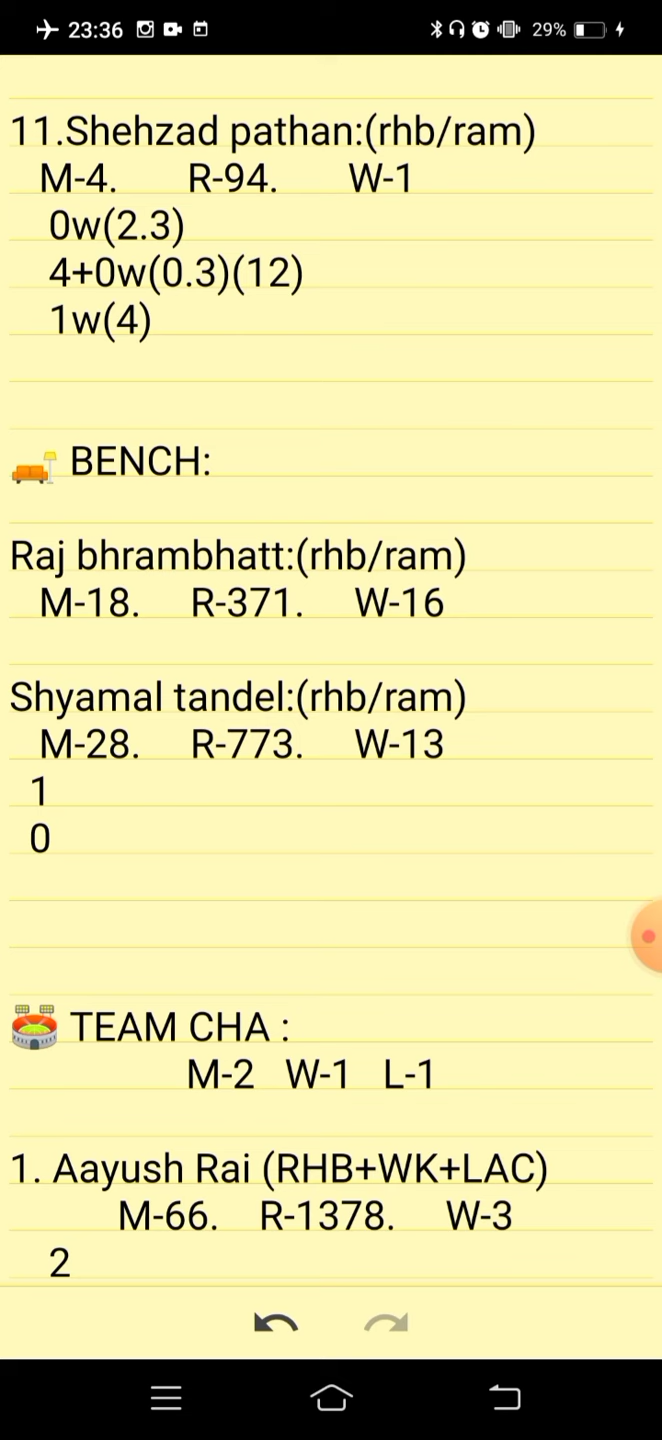 23:36 29%
11.Shehzad pathan:(rhb/ram)
M-4. R-94. W-1
0w(2.3)
4+0w(0.3)(12)
1w(4)
BENCH:
Raj bhrambhatt:(rhb/ram)
M-18. R-371. W-16
Shyamal tandel:(rhb/ram)
M-28. R-773. W-13
1
0
TEAM CHA :
M-2 W-1 L-1
1. Aayush Rai (RHB+WK+LAC)
M-66. R-1378. W-3
2